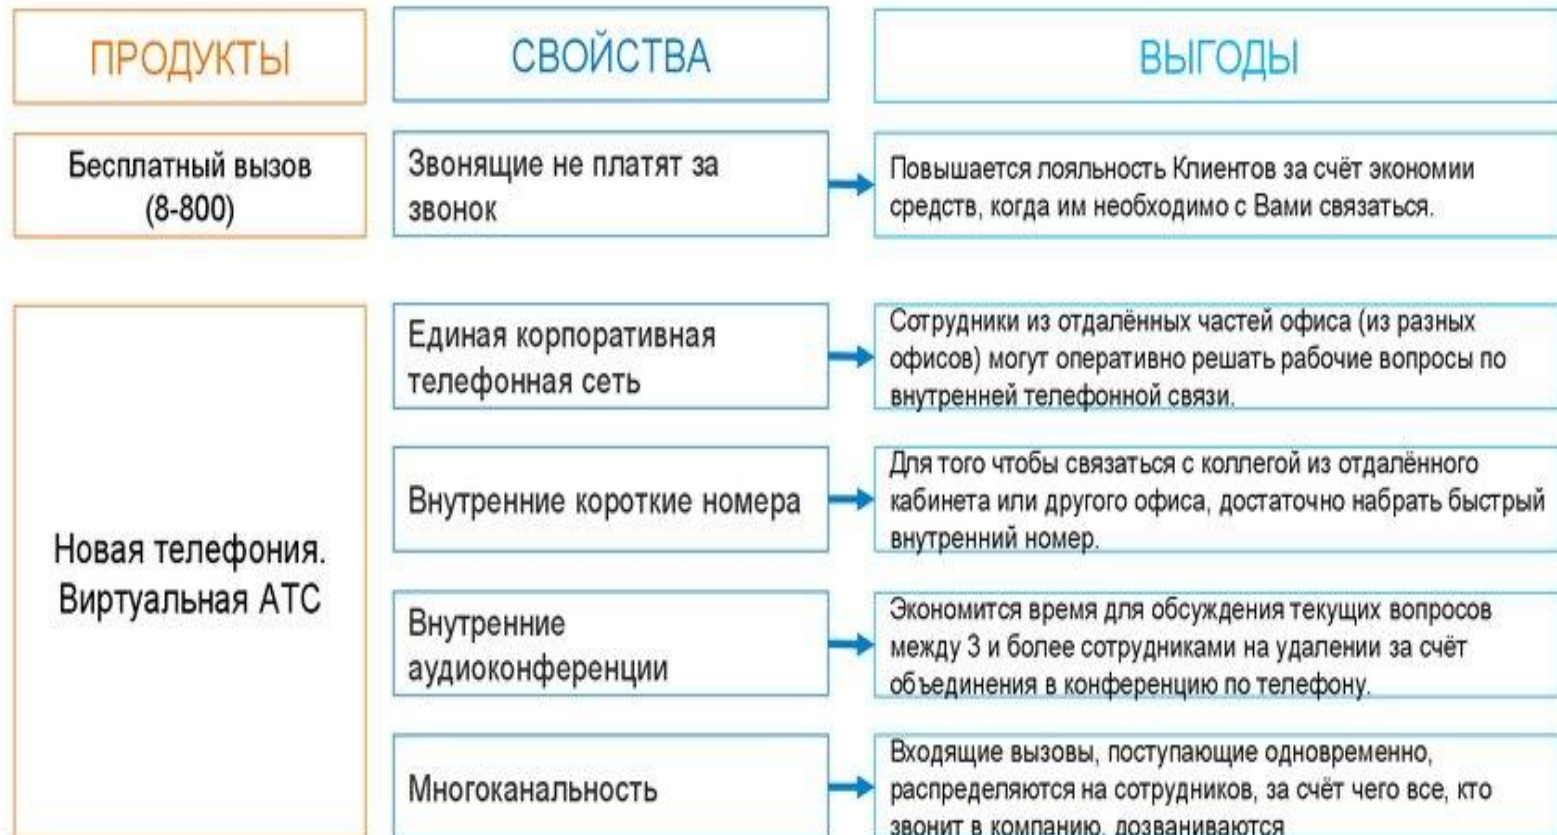 ПРОДУКТЫ
СВОЙСТВА
ВЫГОДЫ
Бесплатный вызов
(8-800)
Звонящие не платят за
звонок
Повышается лояльность Клиентов за счёт экономии
средств, когда им необходимо с Вами связаться.
Новая телефония.
Виртуальная АТС
Единая корпоративная
телефонная сеть
Сотрудники из отдалённых частей офиса (из разных
офисов) могут оперативно решать рабочие вопросы по
внутренней телефонной связи.
Внутренние короткие номера
Для того чтобы связаться с коллегой из отдалённого
кабинета или другого офиса, достаточно набрать быстрый
внутренний номер.
Внутренние
аудиоконференции
Экономится время для обсуждения текущих вопросов
между 3 и более сотрудниками на удалении за счёт
объединения в конференцию по телефону.
Многоканальность
Входящие вызовы, поступающие одновременно,
распределяются на сотрудников, за счёт чего все, кто
звонит в компанию, дозваниваются